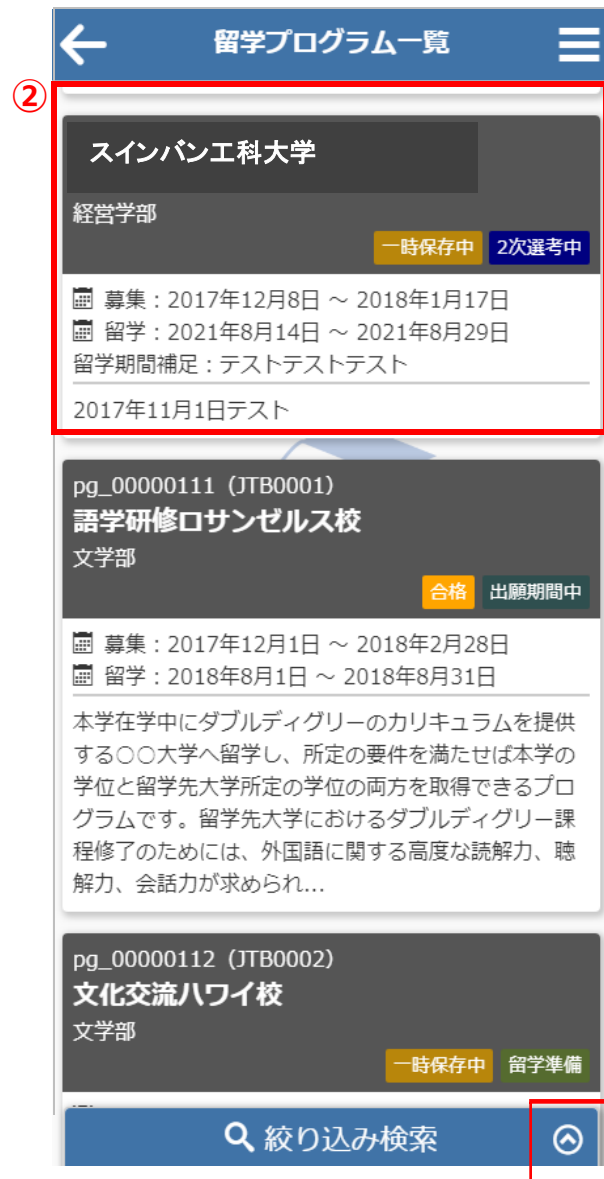 留学プログラム一覧
②
スインバン工科大学
経営学部
一時保存中 2次選考中
募集：2017年12月8日 ～ 2018年1月17日
留学：2021年8月14日 ～ 2021年8月29日
留学期間補足：テストテストテスト
2017年11月1日テスト
pg_00000111（JTB0001）
語学研修ロサンゼルス校
文学部
合格 出願期間中
募集：2017年12月1日 ～ 2018年2月28日
留学：2018年8月1日 ～ 2018年8月31日
本学在学中にダブルディグリーのカリキュラムを提供
する○○大学へ留学し、所定の要件を満たせば本学の
学位と留学先大学所定の学位の両方を取得できるプロ
グラムです。留学先大学におけるダブルディグリー課
程修了のためには、外国語に関する高度な読解力、聴
解力、会話力が求められ...
pg_00000112（JTB0002）
文化交流ハワイ校
文学部
一時保存中 留学準備
絞り込み検索